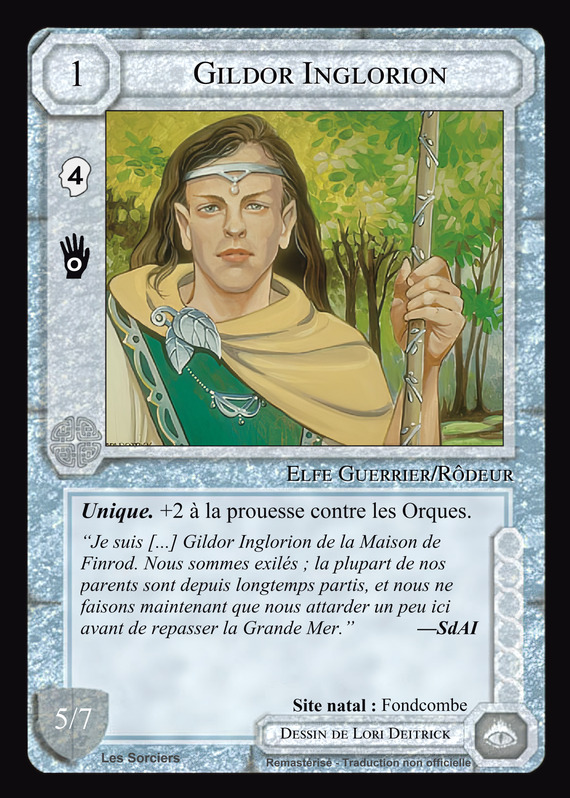 1
GILDOR INGLORION
4
0
ELFE GUERRIER/RÔDEUR
Unique. +2 à la prouesse contre les Orques.
“Je suis [...] Gildor Inglorion de la Maison de
Finrod. Nous sommes exilés ; la plupart de nos
parents sont depuis longtemps partis, et nous ne
faisons maintenant que nous attarder un peu ici
avant de repasser la Grande Mer.” —SdAI
Site natal : Fondcombe
5/7
DESSIN DE LORI DEITRICK
Les Sorciers
Remastérisé - Traduction non officielle